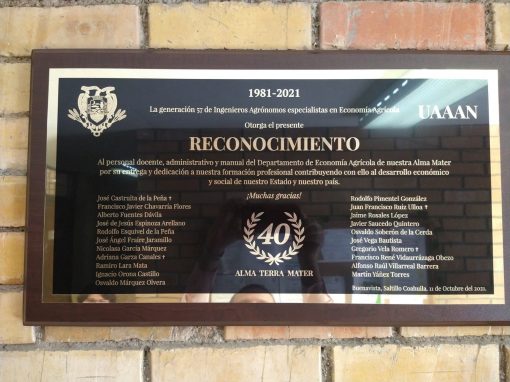 1981-2021
La generación 57 de Ingenieros Agrónomos especialistas en Economía Agrícola
UAAAN
Otorga el presente
RECONOCIMIENTO
Al personal docente, administrativo y manual del Departamento de Economía Agrícola de nuestra Alma Mater
por su entrega y dedicación a nuestra formación profesional contribuyendo con ello al desarrollo económico
y social de nuestro Estado y nuestro país.
¡Muchas gracias!
José Castruita de la Peña †
Francisco Javier Chavarría Flores
Alberto Fuentes Dávila
José de Jesús Espinoza Arellano
Rodolfo Esquivel de la Peña
José Ángel Fraire Jaramillo
Nicolasa García Márquez
Adriana Garza Canales †
Ramiro Lara Mata
Ignacio Orona Castillo
Osvaldo Márquez Olvera
40
ALMA TERRA MATER
Rodolfo Pimentel González
Juan Francisco Ruiz Ulloa †
Jaime Rosales López
Javier Saucedo Quintero
Osvaldo Soberón de la Cerda
José Vega Bautista
Gregorio Vela Romero †
Francisco René Vidaurrázaga Obezo
Alfonso Raúl Villarreal Barrera
Martín Yáñez Torres
Buenavista, Saltillo Coahuila, 11 de Octubre del 2021.